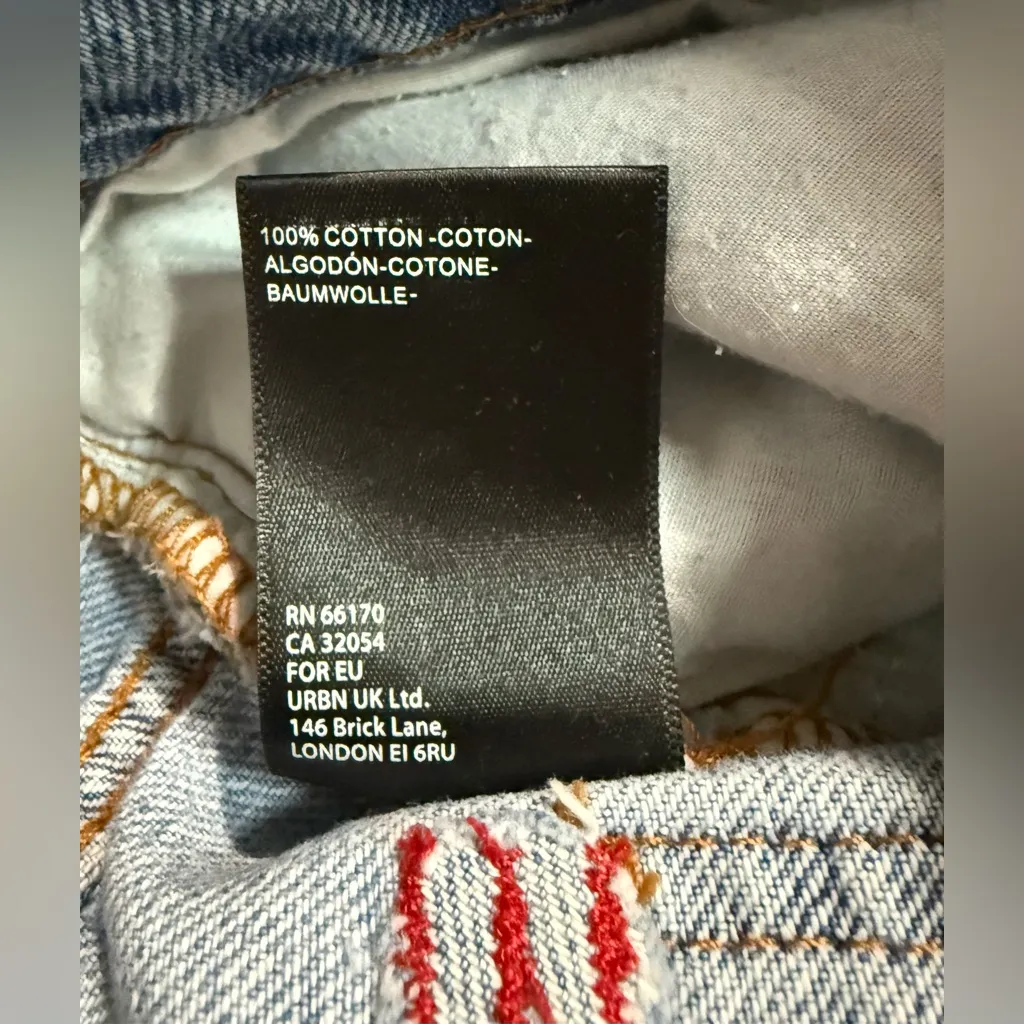 100% COTTON -COTON-
ALGODÓN-COTONE-
BAUMWOLLE-
RN 66170
CA 32054
FOR EU
URBN UK Ltd.
146 Brick Lane,
LONDON EI 6RU